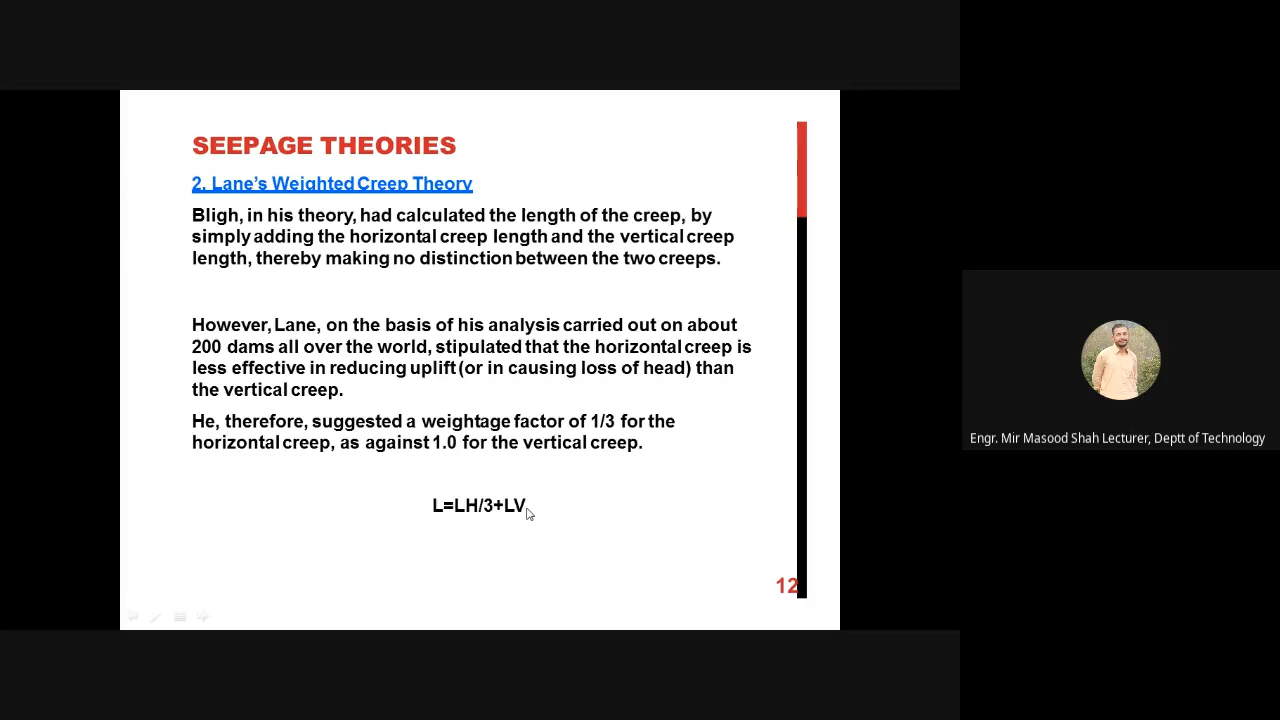 SEEPAGE THEORIES
2. Lane's Weighted Creep Theory
Bligh, in his theory, had calculated the length of the creep, by
simply adding the horizontal creep length and the vertical creep
length, thereby making no distinction between the two creeps.
However, Lane, on the basis of his analysis carried out on about
200 dams all over the world, stipulated that the horizontal creep is
less effective in reducing uplift (or in causing loss of head) than
the vertical creep.
He, therefore, suggested a weightage factor of 1/3 for the
horizontal creep, as against 1.0 for the vertical creep.
L=LH/3+LV
12
Engr. Mir Masood Shah Lecturer, Deptt of Technology